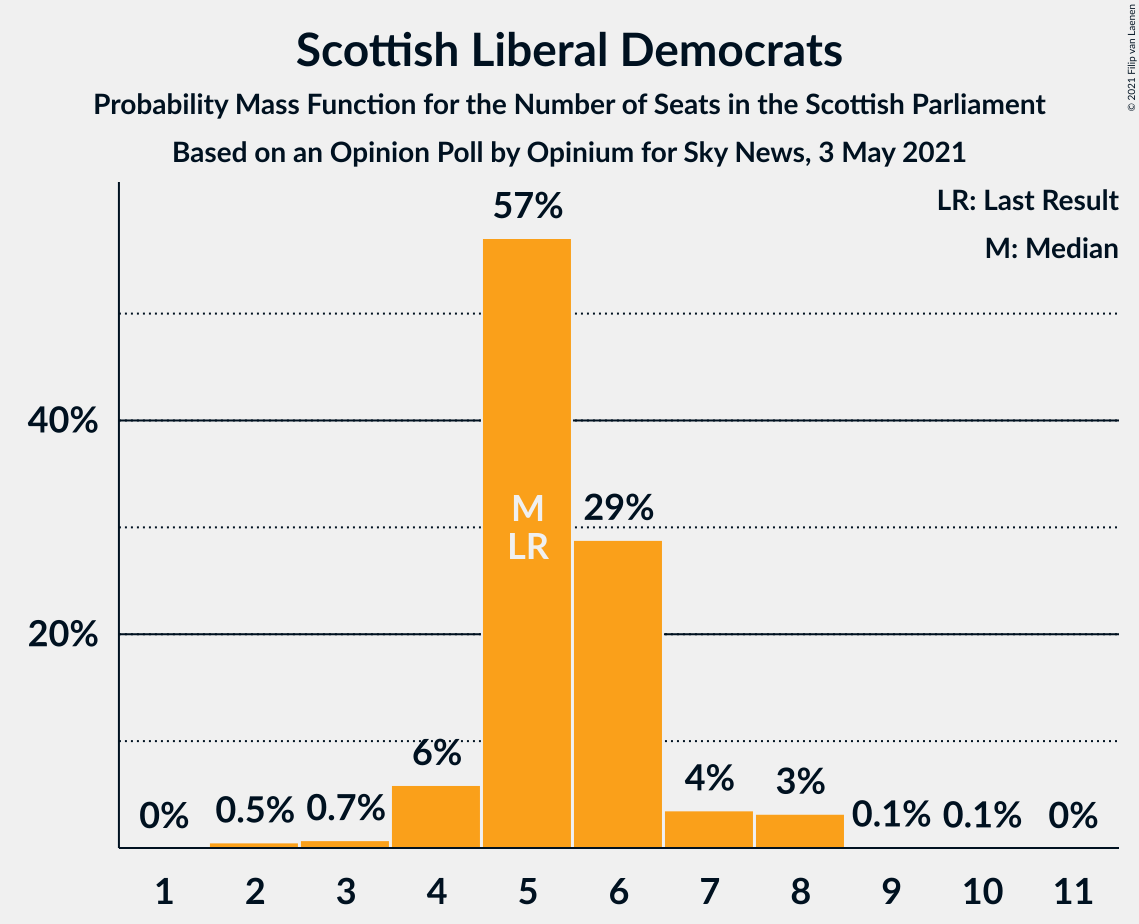 Scottish Liberal Democrats
Probability Mass Function for the Number of Seats in the Scottish Parliament
Based on an Opinion Poll by Opinium for Sky News, 3 May 2021
© 2021 Filip van Laenen
LR: Last Result
M: Median
57%
40%
M
LR
29%
20%
6%
4%
3%
0%
0.5%
0.7%
0.1%
0.1%
0%
1 2 3 4 5 6 7 8 9 10 11